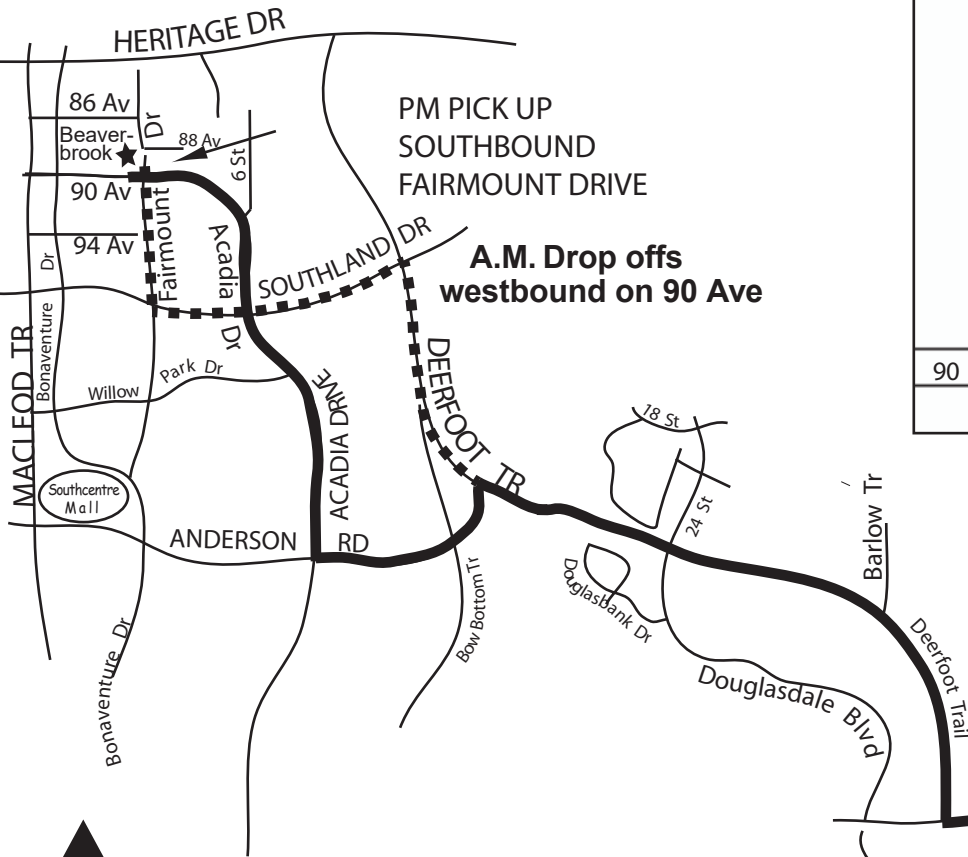 HERITAGE DR
86 Av
Dr
Beaver-
brook
88 Av
6 St
PM PICK UP
SOUTHBOUND
FAIRMOUNT DRIVE
90 Av
94 Av
Fairmount
Acadia
Dr
SOUTHLAND DR
A.M. Drop offs
westbound on 90 Ave
Dr
Bonaventure
MACLEOD TR
Willow Park Dr
ACADIA DRIVE
DEERFOOT TR
90
18 St
24 St
Southcentre
Mall
ANDERSON RD
Barlow Tr
Bow Bottom Tr
Douglasbank Dr
Bonaventure Dr
Douglasdale Blvd
Deerfoot Trail